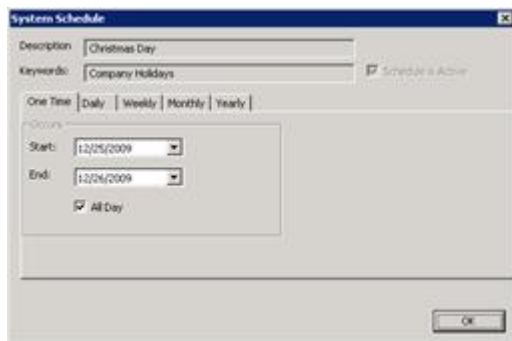 System Schedule
Description Christmas Day
Keywords: Company Holidays Schedule is Active
One Time Daily Weekly Monthly Yearly
Occurs
Start: 12/25/2009
End: 12/26/2009
All Day
OK